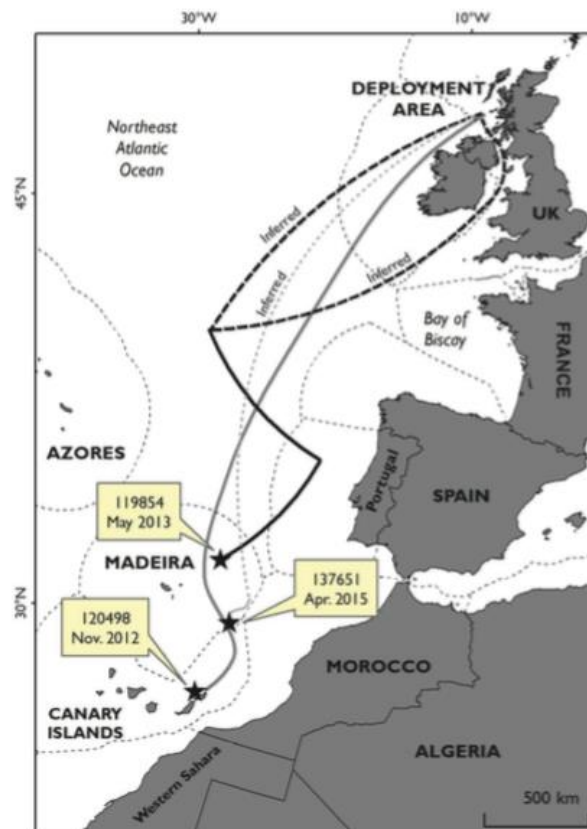 30°W
10°W
DEPLOYMENT
AREA
Northeast
Atlantic
Ocean
45°N
Inferred
Inferred
Inferred
UK
Bay of
Biscay
FRANCE
AZORES
Portugal
SPAIN
119854
May 2013
MADEIRA
137651
Apr. 2015
30°N
120498
Nov. 2012
MOROCCO
CANARY
ISLANDS
ALGERIA
Western Sahara
500 km